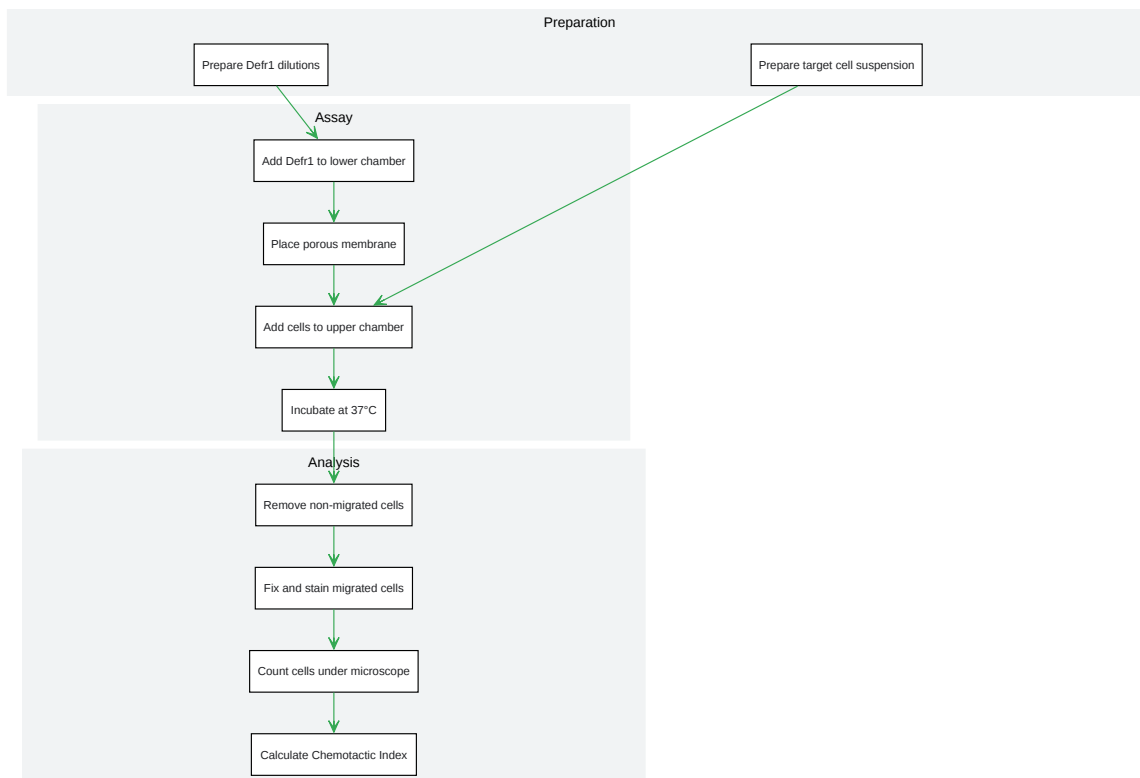 Preparation
Prepare Defr1 dilutions
Prepare target cell suspension
Assay
Add Defr1 to lower chamber
Place porous membrane
Add cells to upper chamber
Incubate at 37°C
Analysis
Remove non-migrated cells
Fix and stain migrated cells
Count cells under microscope
Calculate Chemotactic Index